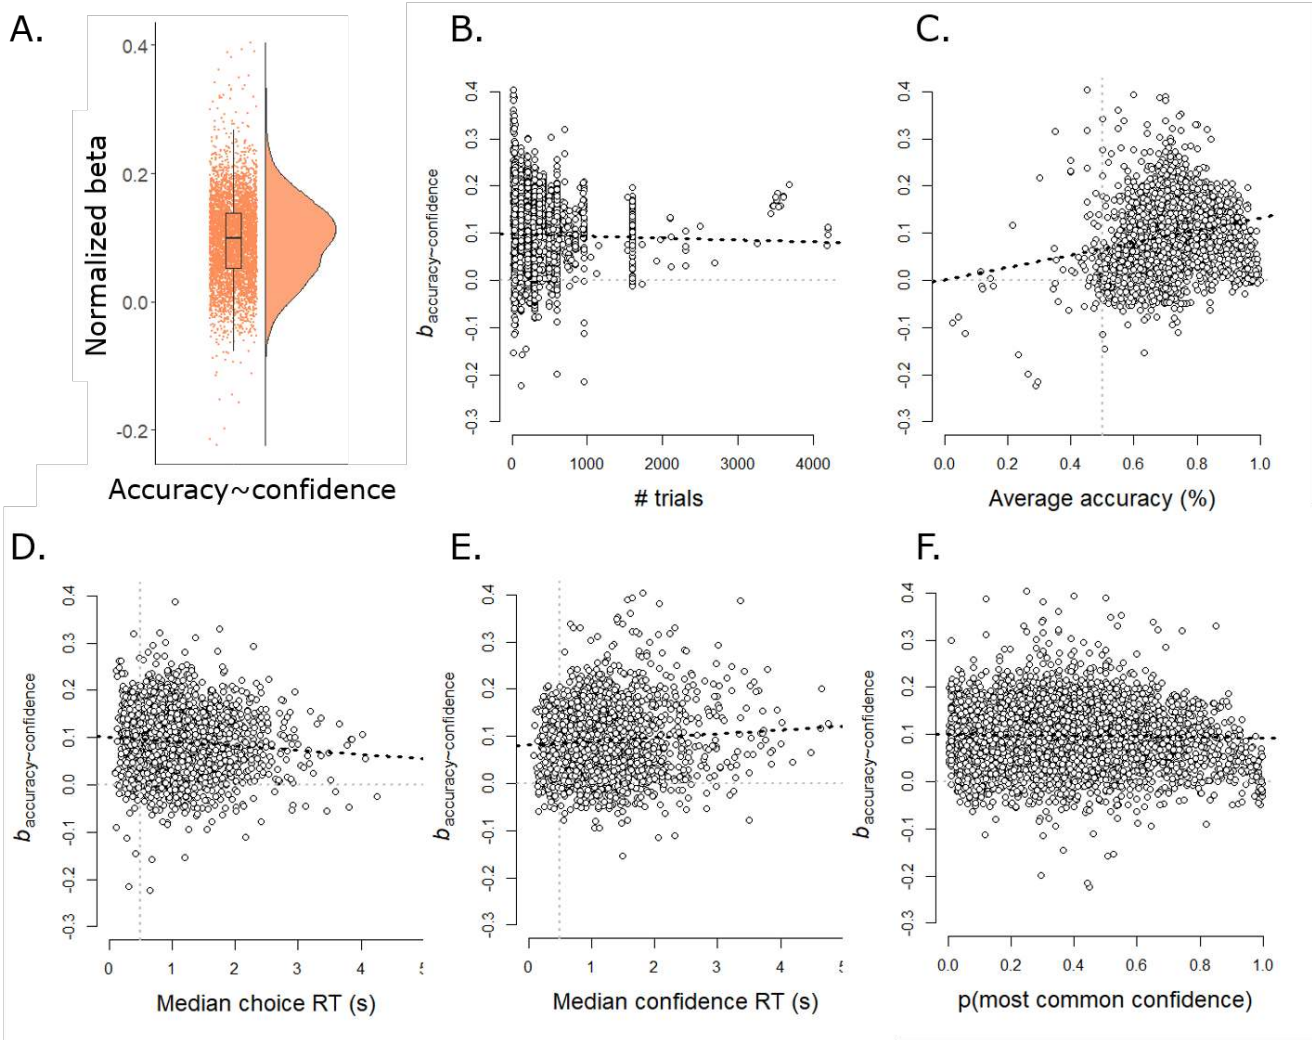 A.
Normalized beta
0.4
0.2
0.0
-0.2
Accuracy~confidence
B.
b accuracy~confidence
0.4
0.3
0.2
0.1
0.0
-0.1
-0.2
-0.3
0 1000 2000 3000 4000
# trials
C.
0.4
0.3
0.2
0.1
0.0
-0.1
-0.2
-0.3
0.0 0.2 0.4 0.6 0.8 1.0
Average accuracy (%)
D.
b accuracy~confidence
0.4
0.3
0.2
0.1
0.0
-0.1
-0.2
-0.3
0 1 2 3 4
Median choice RT (s)
E.
b accuracy~confidence
0.4
0.3
0.2
0.1
0.0
-0.1
-0.2
-0.3
0 1 2 3 4
Median confidence RT (s)
F.
b accuracy~confidence
0.4
0.3
0.2
0.1
0.0
-0.1
-0.2
-0.3
0.0 0.2 0.4 0.6 0.8 1.0
p(most common confidence)